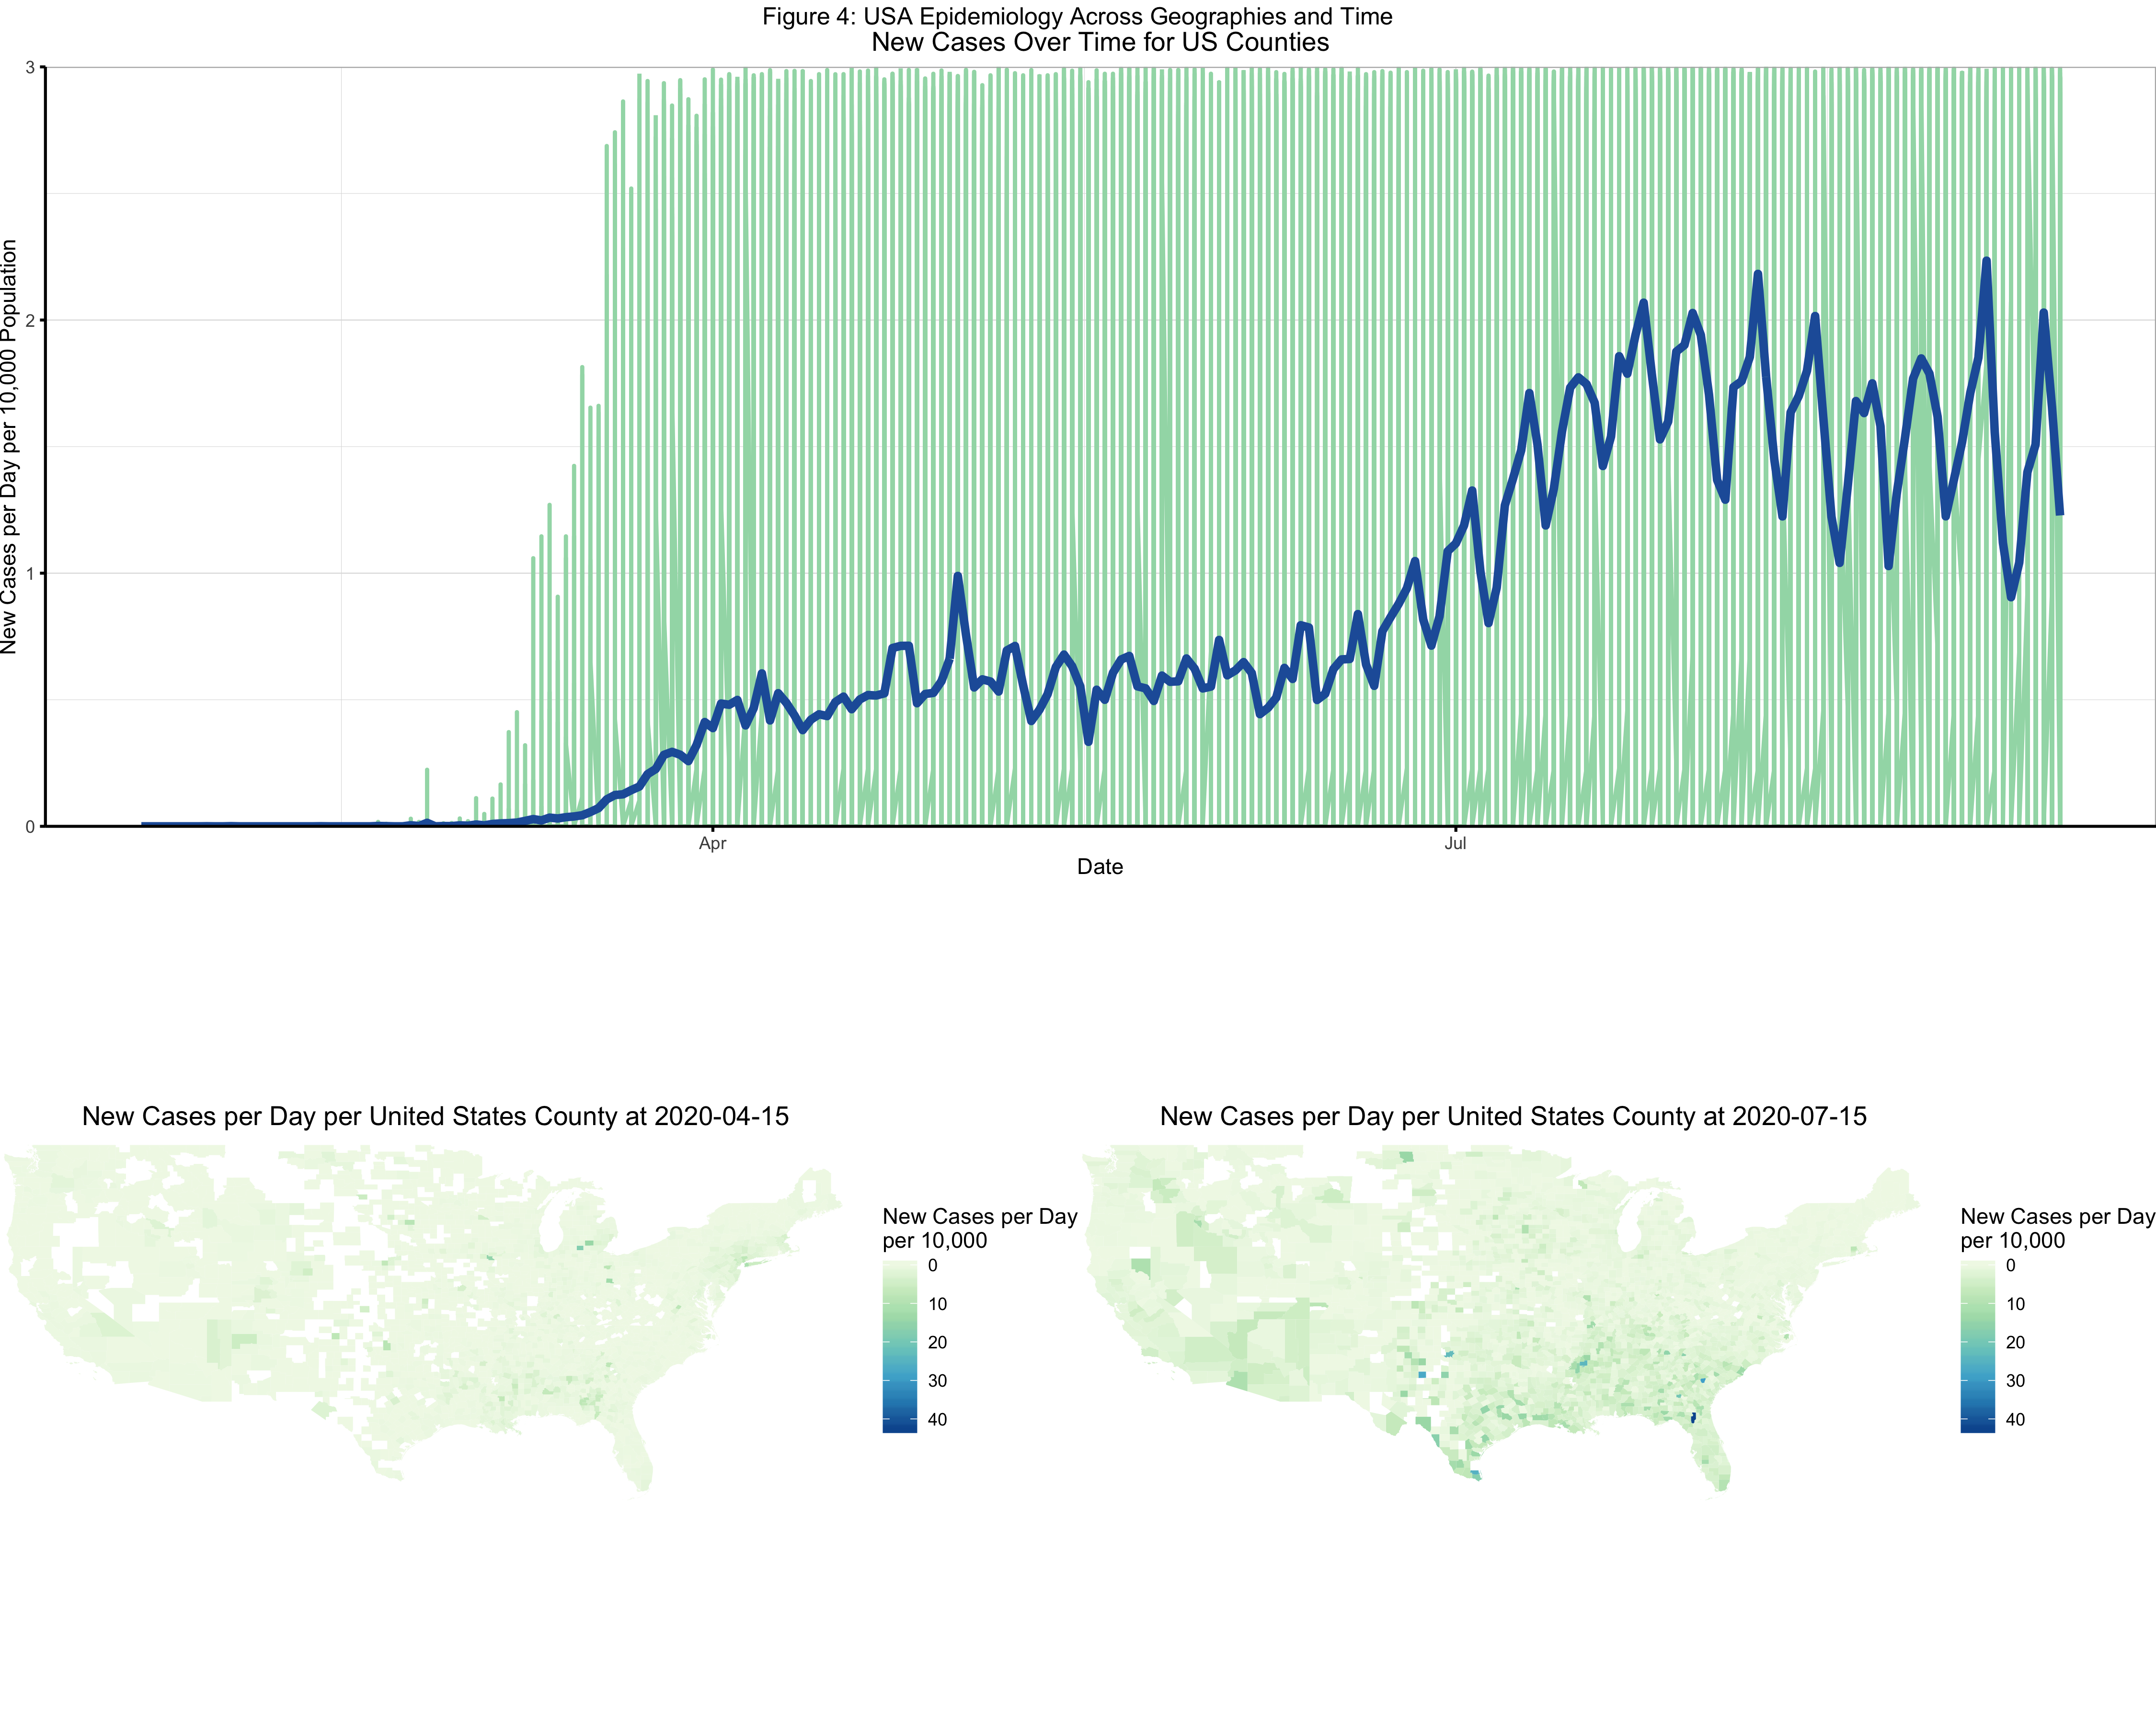 Figure 4: USA Epidemiology Across Geographies and Time
New Cases Over Time for US Counties
New Cases per Day per 10,000 Population
3
2
1
0
Apr
Jul
Date
New Cases per Day per United States County at 2020-04-15
New Cases per Day
per 10,000
0
10
20
30
40
New Cases per Day per United States County at 2020-07-15
New Cases per Day
per 10,000
0
10
20
30
40